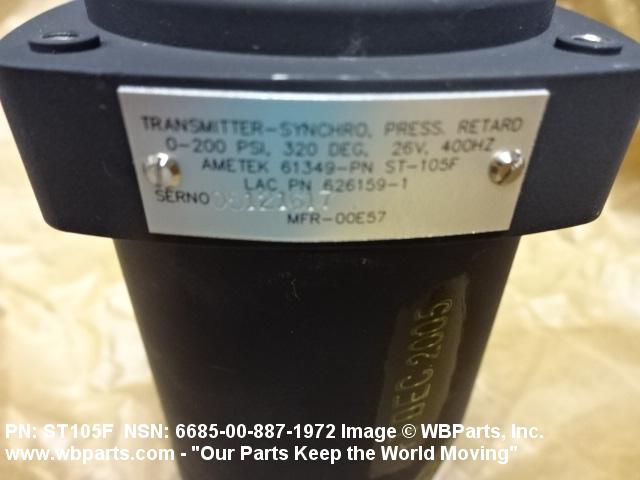 TRANSMITTER-SYNCHRO, PRESS. RETARD
0-200 PSI, 320 DEG, 26V, 400HZ
AMETEK 61349-PN ST-105F
LAC PN 626159-1
SERNO
MFR-00E57
DEC 2005
PN: ST105F NSN: 6685-00-887-1972 Image © WBParts, Inc.
www.wbparts.com - "Our Parts Keep the World Moving"